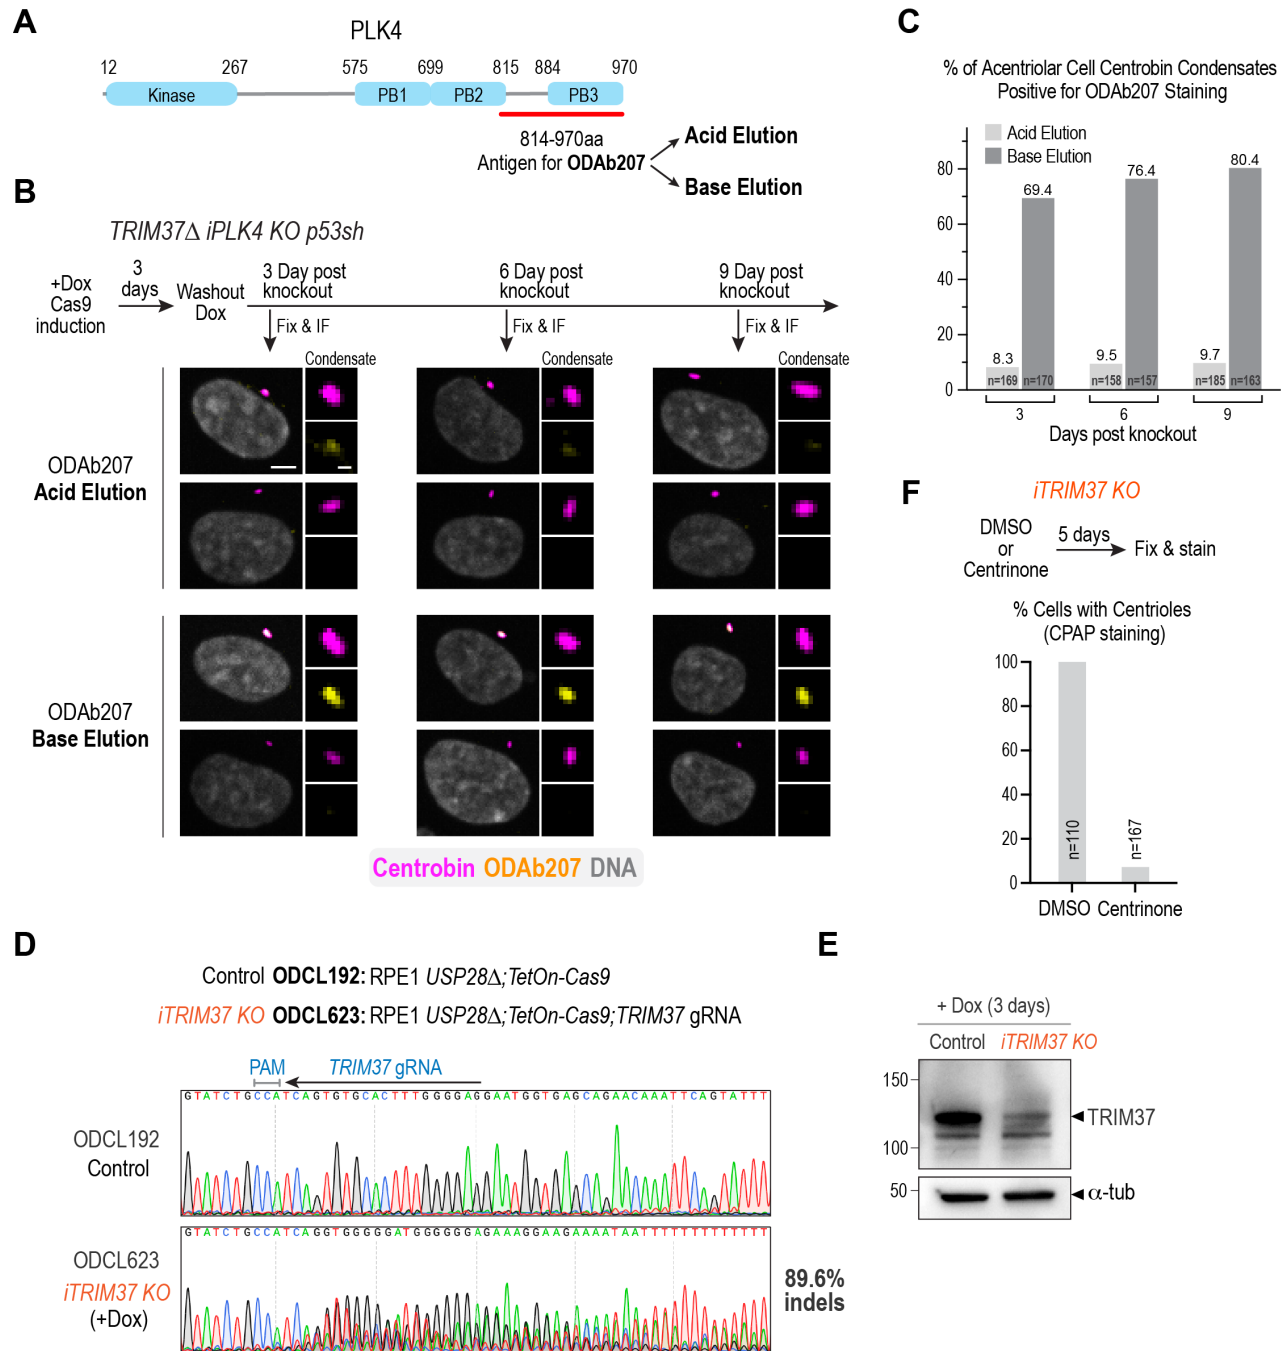 A
PLK4
12 267 575 699 815 884 970
Kinase PB1 PB2 PB3
814-970aa
Antigen for ODAb207
Acid Elution
Base Elution
B
TRIM37Δ iPLK4 KO p53sh
+Dox
Cas9
induction
3
days
Washout
Dox
3 Day post
knockout
6 Day post
knockout
9 Day post
knockout
Fix & IF Fix & IF Fix & IF
Condensate Condensate Condensate
ODAb207
Acid Elution
ODAb207
Base Elution
Centrobin ODAb207 DNA
C
% of Acentriolar Cell Centrobin Condensates
Positive for ODAb207 Staining
Acid Elution
Base Elution
80
60
40
20
0
8.3 69.4 9.5 76.4 9.7 80.4
n=169 n=170 n=158 n=157 n=185 n=163
3 6 9
Days post knockout
F
iTRIM37 KO
DMSO
or
Centrinone
5 days
Fix & stain
% Cells with Centrioles
(CPAP staining)
100
80
60
40
20
0
n=110 n=167
DMSO Centrinone
D
Control ODCL192: RPE1 USP28Δ;TetOn-Cas9
iTRIM37 KO ODCL623: RPE1 USP28Δ;TetOn-Cas9;TRIM37 gRNA
PAM TRIM37 gRNA
GTATCTGCCATCAGTGTGCACTTTGGGGAGGAATGGTGAGCAGAACAAATTCAGTATTT
ODCL192
Control
GTATCTGCCATCAGGTGGGGGGATGGGGGGAGAAAGGAAGAAAATAATTTTTTTTTTTTT
ODCL623
iTRIM37 KO
(+Dox)
89.6%
indels
E
+ Dox (3 days)
Control iTRIM37 KO
150
100
TRIM37
50
α-tub